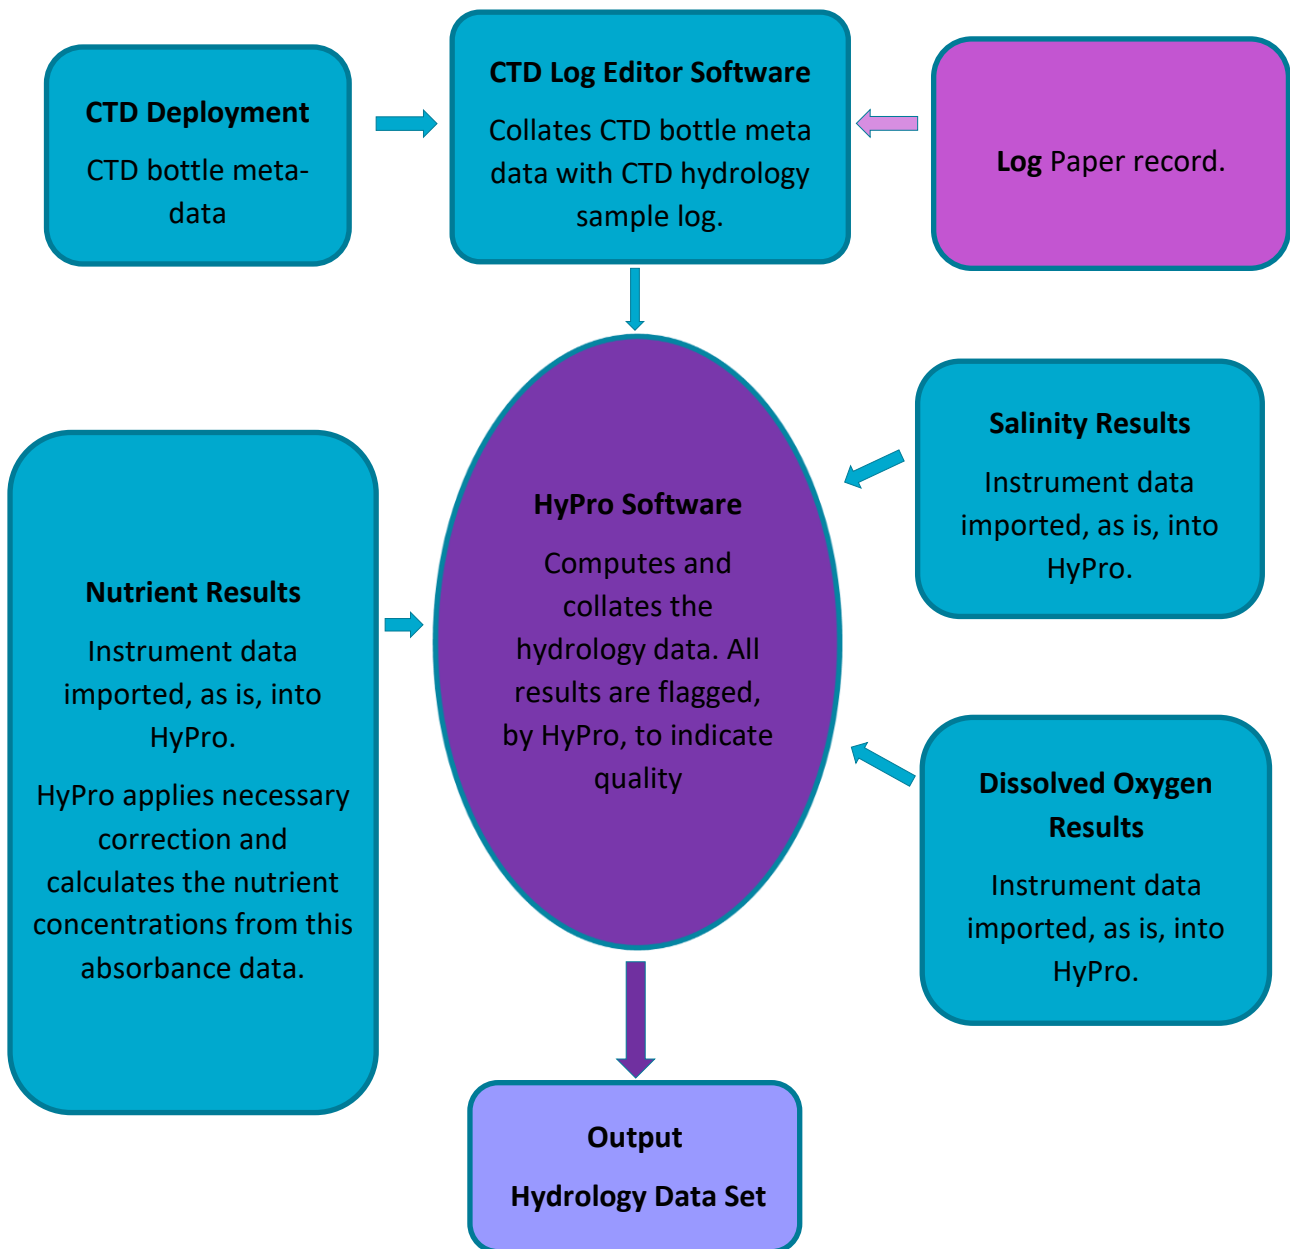 CTD Deployment
CTD bottle meta-
data
CTD Log Editor Software
Collates CTD bottle meta
data with CTD hydrology
sample log.
Log Paper record.
Nutrient Results
Instrument data
imported, as is, into
HyPro.
HyPro applies necessary
correction and
calculates the nutrient
concentrations from this
absorbance data.
HyPro Software
Computes and
collates the
hydrology data. All
results are flagged,
by HyPro, to indicate
quality
Salinity Results
Instrument data
imported, as is, into
HyPro.
Dissolved Oxygen
Results
Instrument data
imported, as is, into
HyPro.
Output
Hydrology Data Set